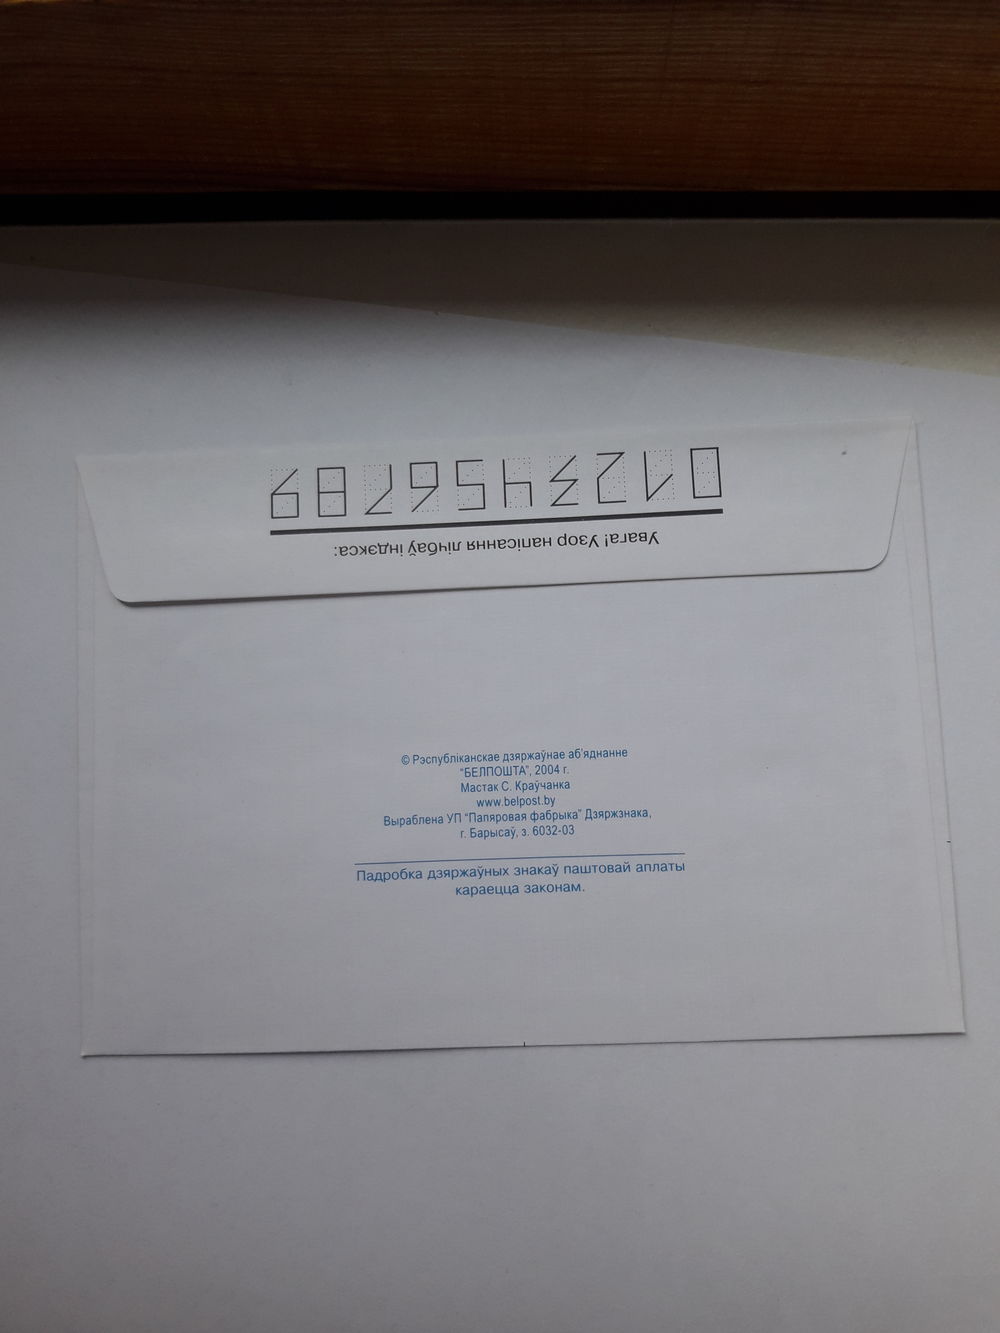 Увага! Узор напісання лічбаў індэкса:
0123456789
© Рэспубліканскае дзяржаўнае аб'яднанне
"БЕЛПОШТА", 2004 г.
Мастак С. Краўчанка
www.belpost.by
Выраблена УП "Папяровая фабрыка" Дзяржзнака,
г. Барысаў, з. 6032-03
Падробка дзяржаўных знакаў паштовай аплаты
караецца законам.